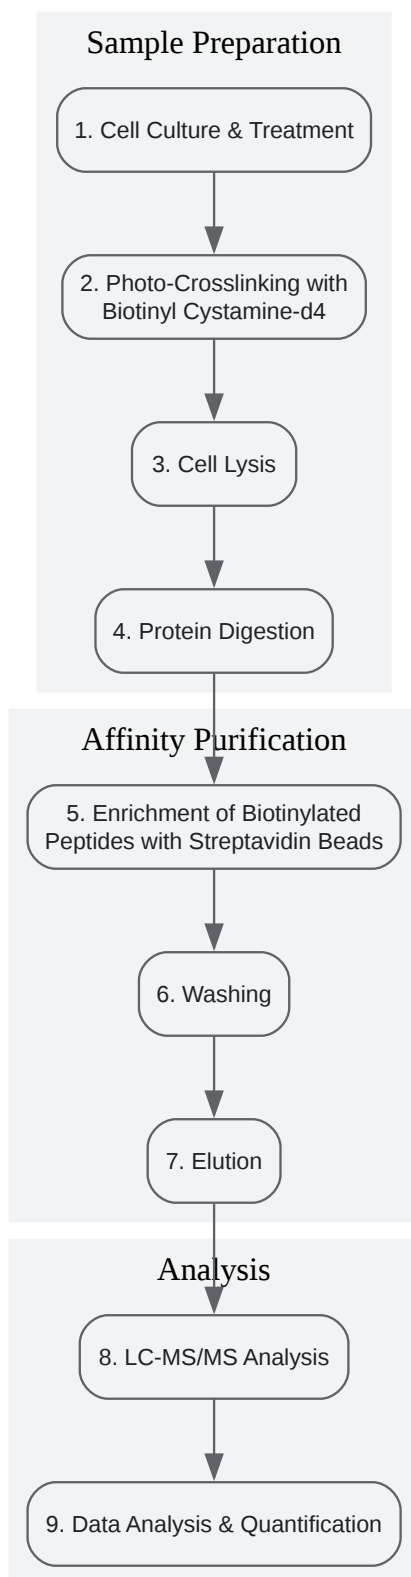 Sample Preparation
1. Cell Culture & Treatment
2. Photo-Crosslinking with
Biotinyl Cystamine-d4
3. Cell Lysis
4. Protein Digestion
Affinity Purification
5. Enrichment of Biotinylated
Peptides with Streptavidin Beads
6. Washing
7. Elution
Analysis
8. LC-MS/MS Analysis
9. Data Analysis & Quantification